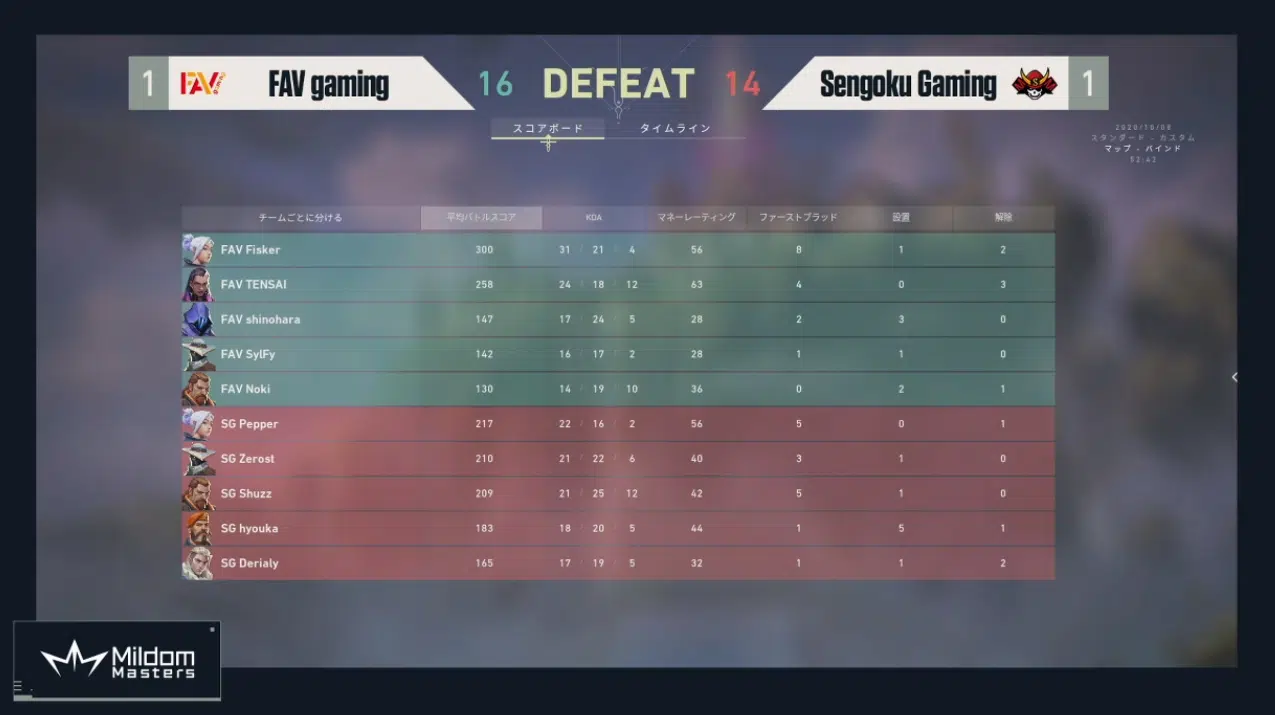 1 FAV gaming 16 DEFEAT 14 Sengoku Gaming 1
スコアボード タイムライン
2020/10/08
スタンダード - カスタム
マップ - バインド
52:42
チームごとに分ける 平均バトルスコア KDA マネーレーティング ファーストブラッド 設置 解除
FAV Fisker 300 31 / 21 / 4 56 8 1 2
FAV TENSAI 258 24 / 18 / 12 63 4 0 3
FAV shinohara 147 17 / 24 / 5 28 2 3 0
FAV SylFy 142 16 / 17 / 2 28 1 1 0
FAV Noki 130 14 / 19 / 10 36 0 2 1
SG Pepper 217 22 / 16 / 2 56 5 0 1
SG Zerost 210 21 / 22 / 6 40 3 1 0
SG Shuzz 209 21 / 25 / 12 42 5 1 0
SG hyouka 183 18 / 20 / 5 44 1 5 1
SG Derialy 165 17 / 19 / 5 32 1 1 2
Mildom
Masters